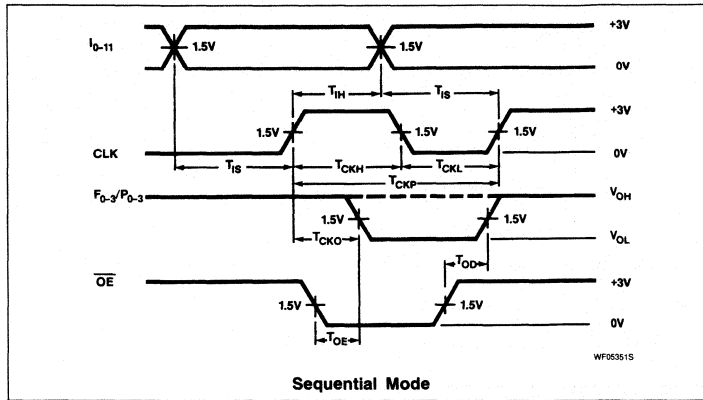 +3V
I0-11 1.5V 1.5V
0V
TIH TIS
+3V
1.5V 1.5V 1.5V
CLK 0V
TIS TCKH TCKL
TCKP
F0-3/P0-3 VOH
1.5V 1.5V
TCKO VOL
TOD
OE +3V
1.5V 1.5V
0V
TOE
WF05351S
Sequential Mode